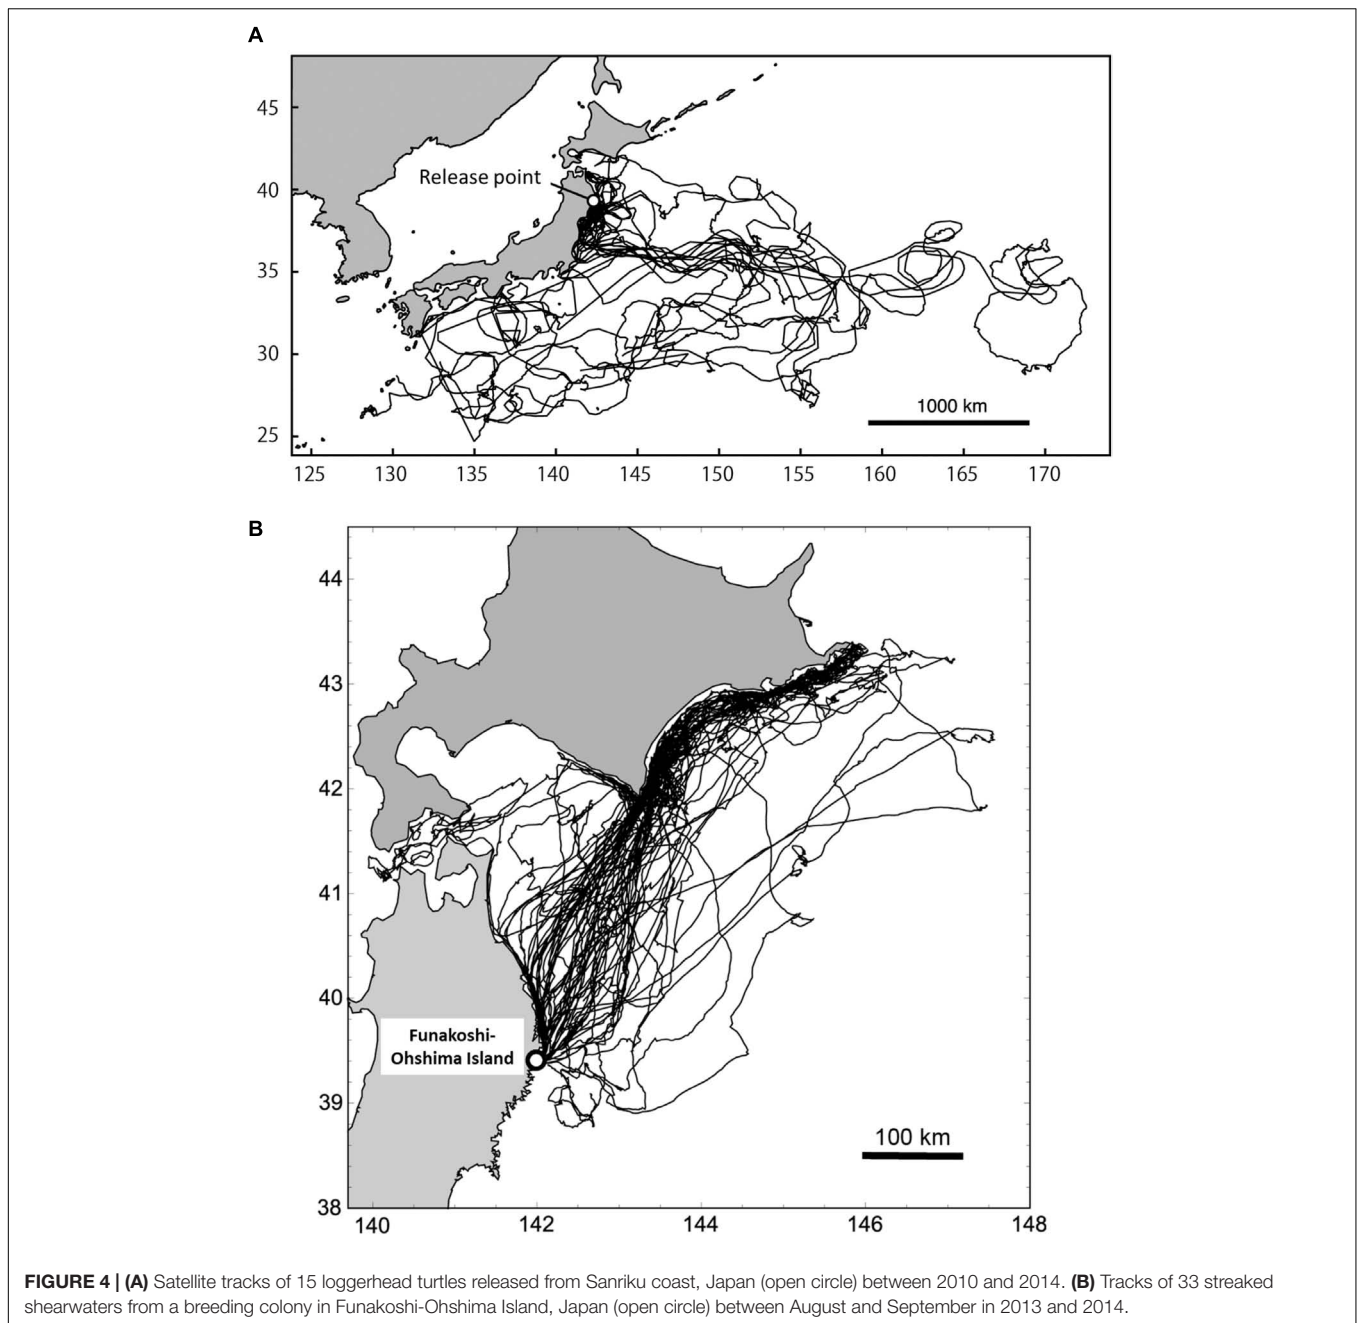 A
45
40
35
30
25
Release point
1000 km
125 130 135 140 145 150 155 160 165 170
B
44
43
42
41
40
39
38
Funakoshi-
Ohshima Island
100 km
140 142 144 146 148
FIGURE 4 | (A) Satellite tracks of 15 loggerhead turtles released from Sanriku coast, Japan (open circle) between 2010 and 2014. (B) Tracks of 33 streaked
shearwaters from a breeding colony in Funakoshi-Ohshima Island, Japan (open circle) between August and September in 2013 and 2014.